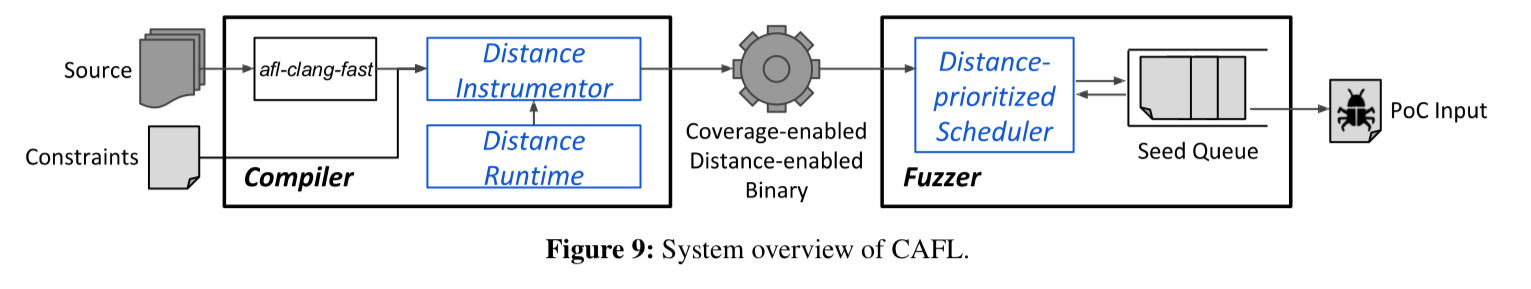 Source
Constraints
afl-clang-fast
Compiler
Distance
Instrumentor
Distance
Runtime
Coverage-enabled
Distance-enabled
Binary
Distance-
prioritized
Scheduler
Fuzzer
Seed Queue
PoC Input
Figure 9: System overview of CAFL.